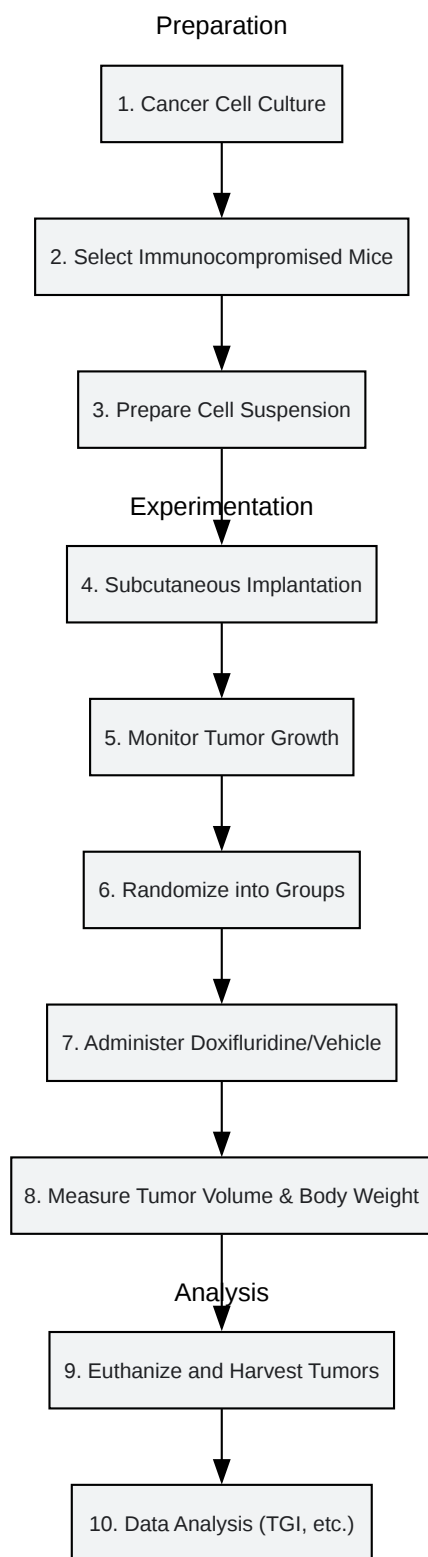 Preparation
1. Cancer Cell Culture
2. Select Immunocompromised Mice
3. Prepare Cell Suspension
Experimentation
4. Subcutaneous Implantation
5. Monitor Tumor Growth
6. Randomize into Groups
7. Administer Doxifluridine/Vehicle
8. Measure Tumor Volume & Body Weight
Analysis
9. Euthanize and Harvest Tumors
10. Data Analysis (TGI, etc.)